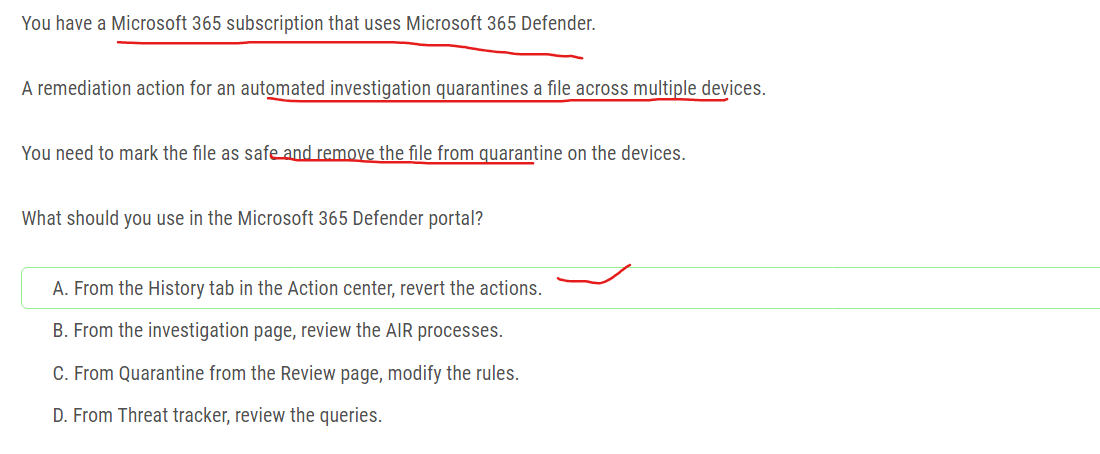 You have a Microsoft 365 subscription that uses Microsoft 365 Defender.
A remediation action for an automated investigation quarantines a file across multiple devices.
You need to mark the file as safe and remove the file from quarantine on the devices.
What should you use in the Microsoft 365 Defender portal?
A. From the History tab in the Action center, revert the actions.
B. From the investigation page, review the AIR processes.
C. From Quarantine from the Review page, modify the rules.
D. From Threat tracker, review the queries.